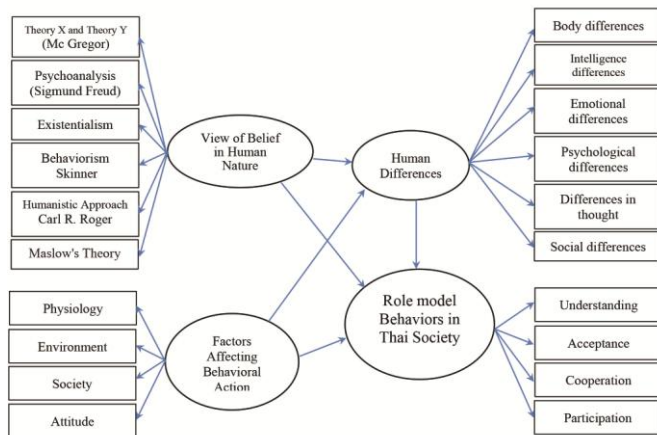 Theory X and Theory Y
(Mc Gregor)
Psychoanalysis
(Sigmund Freud)
Existentialism
Behaviorism
Skinner
Humanistic Approach
Carl R. Roger
Maslow's Theory
Physiology
Environment
Society
Attitude
View of Belief
in Human
Nature
Factors
Affecting
Behavioral
Action
Human
Differences
Role model
Behaviors in
Thai Society
Body differences
Intelligence
differences
Emotional
differences
Psychological
differences
Differences in
thought
Social differences
Understanding
Acceptance
Cooperation
Participation